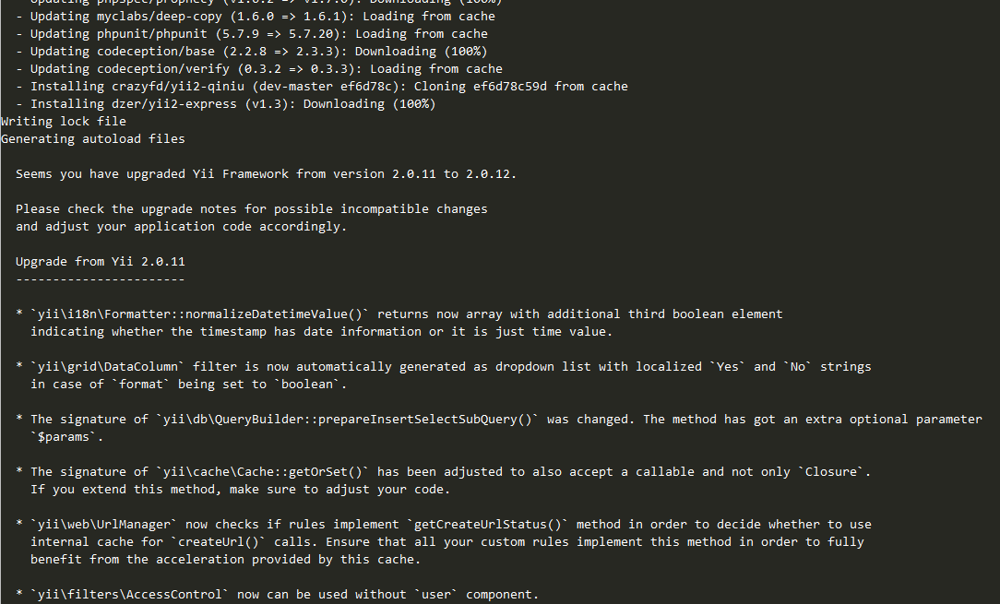 - Updating phpspec/prophecy (v1.6.2 => v1.7.0): Downloading (100%)
- Updating myclabs/deep-copy (1.6.0 => 1.6.1): Loading from cache
- Updating phpunit/phpunit (5.7.9 => 5.7.20): Loading from cache
- Updating codeception/base (2.2.8 => 2.3.3): Downloading (100%)
- Updating codeception/verify (0.3.2 => 0.3.3): Loading from cache
- Installing crazyfd/yii2-qiniu (dev-master ef6d78c): Cloning ef6d78c59d from cache
- Installing dzer/yii2-express (v1.3): Downloading (100%)
Writing lock file
Generating autoload files
Seems you have upgraded Yii Framework from version 2.0.11 to 2.0.12.
Please check the upgrade notes for possible incompatible changes
and adjust your application code accordingly.
Upgrade from Yii 2.0.11
-----------------------
* `yii\i18n\Formatter::normalizeDatetimeValue()` returns now array with additional third boolean element
indicating whether the timestamp has date information or it is just time value.
* `yii\grid\DataColumn` filter is now automatically generated as dropdown list with localized `Yes` and `No` strings
in case of `format` being set to `boolean`.
* The signature of `yii\db\QueryBuilder::prepareInsertSelectSubQuery()` was changed. The method has got an extra optional parameter
`$params`.
* The signature of `yii\cache\Cache::getOrSet()` has been adjusted to also accept a callable and not only `Closure`.
If you extend this method, make sure to adjust your code.
* `yii\web\UrlManager` now checks if rules implement `getCreateUrlStatus()` method in order to decide whether to use
internal cache for `createUrl()` calls. Ensure that all your custom rules implement this method in order to fully
benefit from the acceleration provided by this cache.
* `yii\filters\AccessControl` now can be used without `user` component.